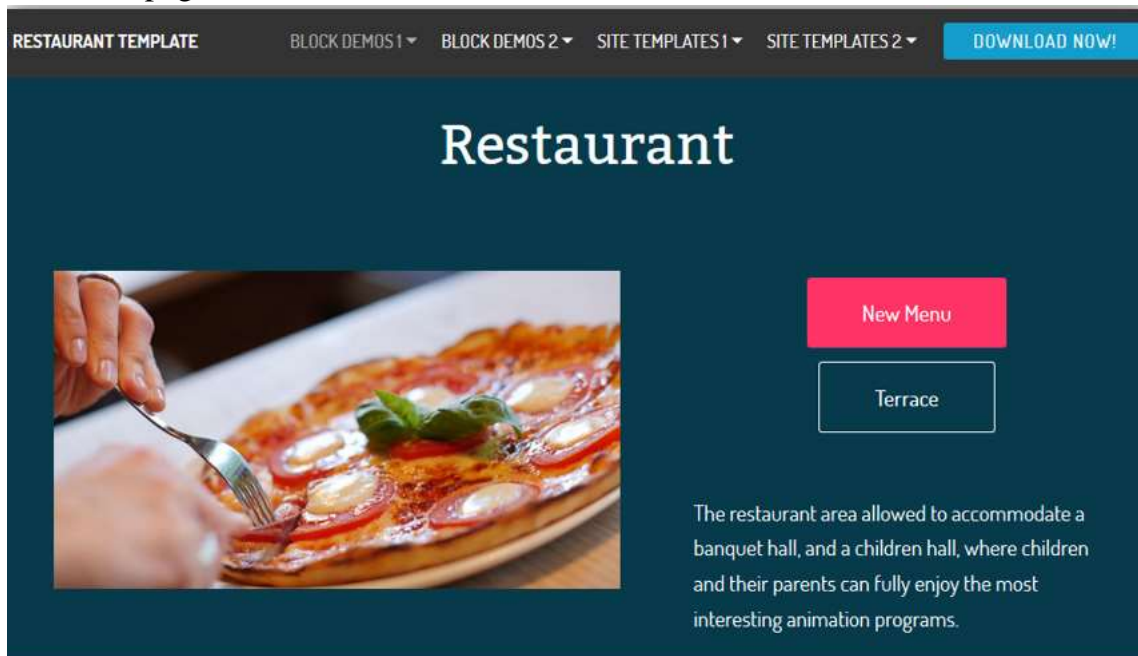 RESTAURANT TEMPLATE BLOCK DEMOS 1 BLOCK DEMOS 2 SITE TEMPLATES 1 SITE TEMPLATES 2 DOWNLOAD NOW!
Restaurant
New Menu
Terrace
The restaurant area allowed to accommodate a
banquet hall, and a children hall, where children
and their parents can fully enjoy the most
interesting animation programs.